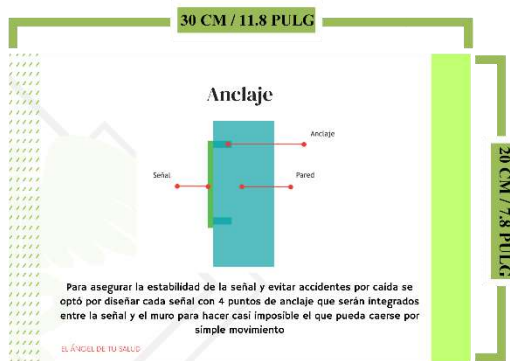 30 CM / 11.8 PULG
Anclaje
Anclaje
Señal
Pared
20 CM / 7.8 PULG
Para asegurar la estabilidad de la señal y evitar accidentes por caída se
optó por diseñar cada señal con 4 puntos de anclaje que serán integrados
entre la señal y el muro para hacer casi imposible el que pueda caerse por
simple movimiento
EL ÁNGEL DE TU SALUD